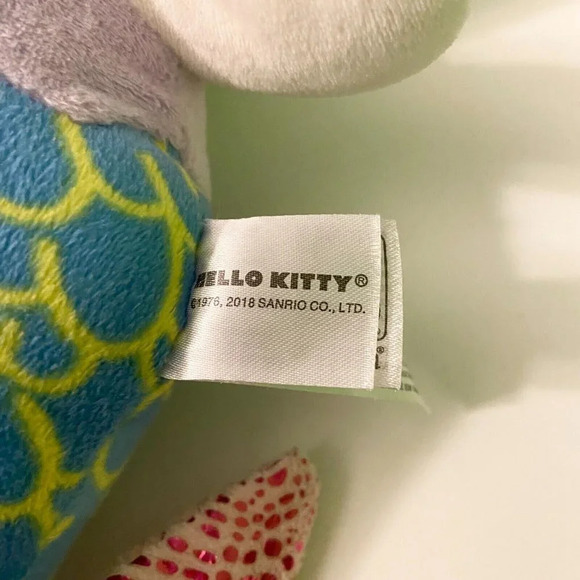 HELLO KITTY®
©1976, 2018 SANRIO CO., LTD.